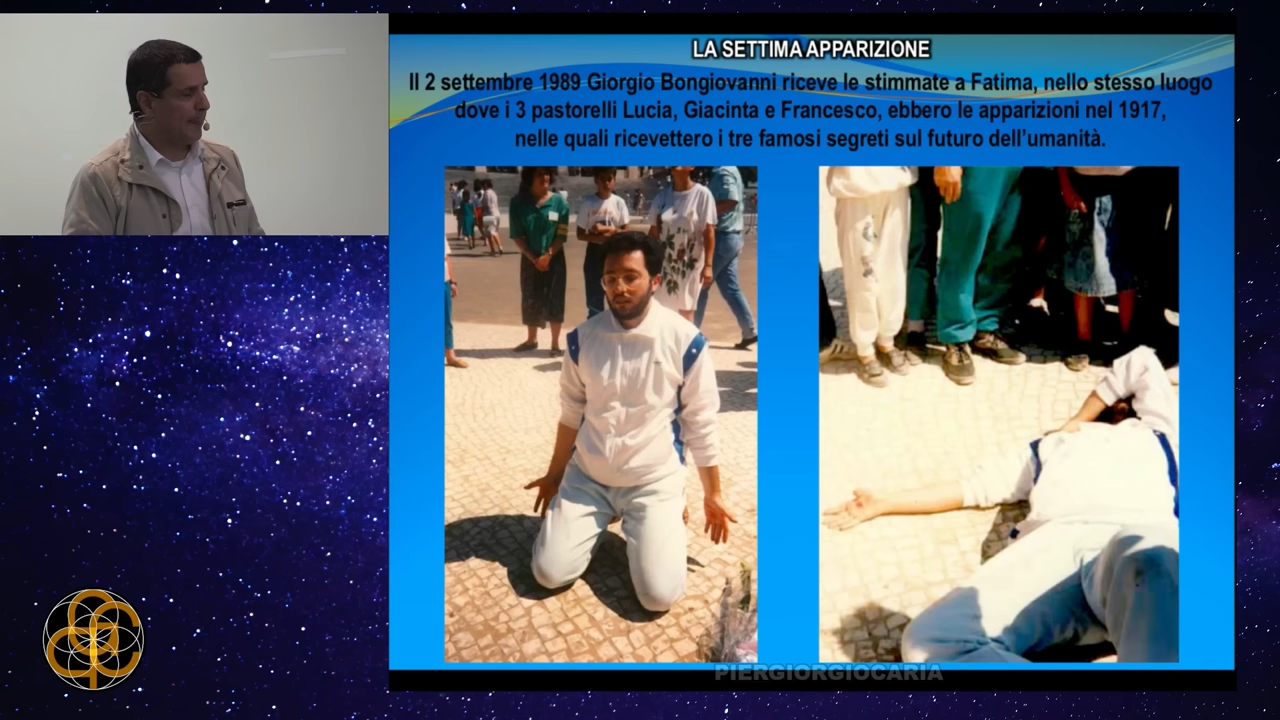 LA SETTIMA APPARIZIONE
Il 2 settembre 1989 Giorgio Bongiovanni riceve le stimmate a Fatima, nello stesso luogo
dove i 3 pastorelli Lucia, Giacinta e Francesco, ebbero le apparizioni nel 1917,
nelle quali ricevettero i tre famosi segreti sul futuro dell'umanità.
PIERGIORGIOCARIA